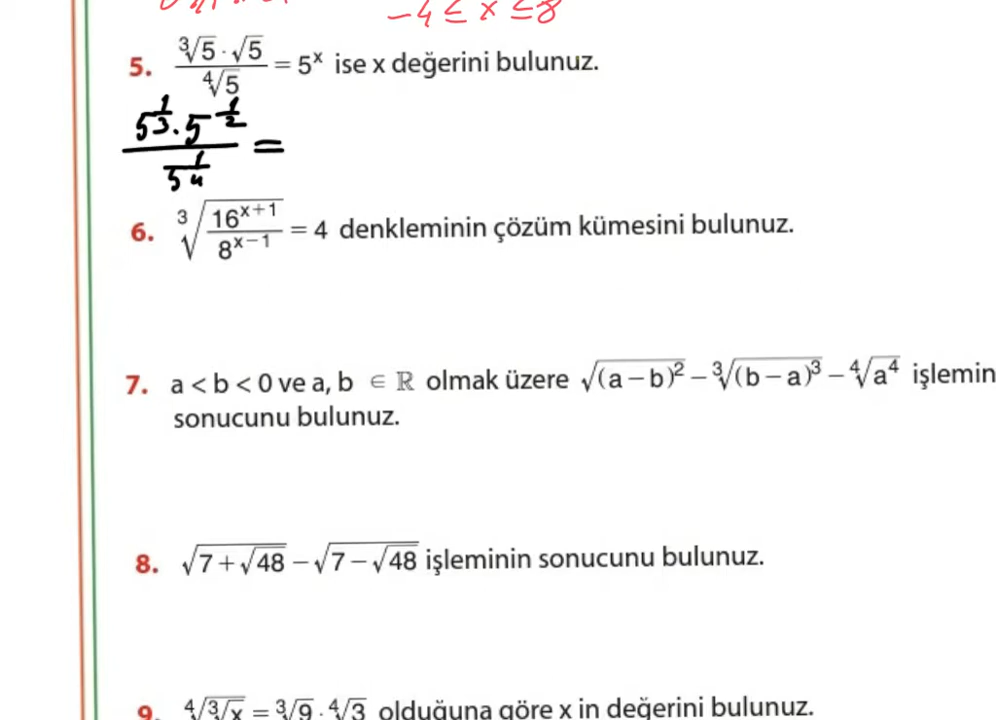 -4 ≤ x ≤ 8
5. ∛5 · √5 / ∜5 = 5^x ise x değerini bulunuz.
5^(1/3) . 5^(1/2) / 5^(1/4) =
6. ∛(16^(x+1) / 8^(x-1)) = 4 denkleminin çözüm kümesini bulunuz.
7. a < b < 0 ve a, b ∈ ℝ olmak üzere √(a - b)² - ∛(b - a)³ - ∜a⁴ işlemin
sonucunu bulunuz.
8. √(7 + √48) - √(7 - √48) işleminin sonucunu bulunuz.
9. ∜(∛x) = ∛9 · ∜3 olduğuna göre x in değerini bulunuz.